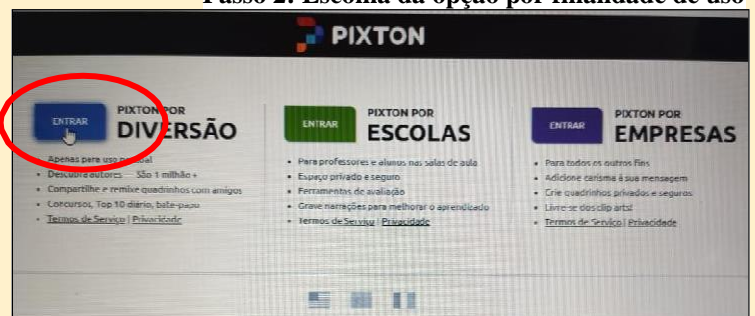 Passo 2: Escolha da opção por finalidade de uso
PIXTON
ENTRAR
PIXTON POR
DIVERSÃO
Apenas para uso pessoal
• Descubra autores — São 1 milhão +
• Compartilhe e remixe quadrinhos com amigos
• Concursos, Top 10 diário, bate-papo
• Termos de Serviço | Privacidade
ENTRAR
PIXTON POR
ESCOLAS
• Para professores e alunos nas salas de aula
• Espaço privado e seguro
• Ferramentas de avaliação
• Grave narrações para melhorar o aprendizado
• Termos de Serviço | Privacidade
ENTRAR
PIXTON POR
EMPRESAS
• Para todos os outros fins
• Adicione carisma à sua mensagem
• Crie quadrinhos privados e seguros
• Livre-se dos clip arts!
• Termos de Serviço | Privacidade